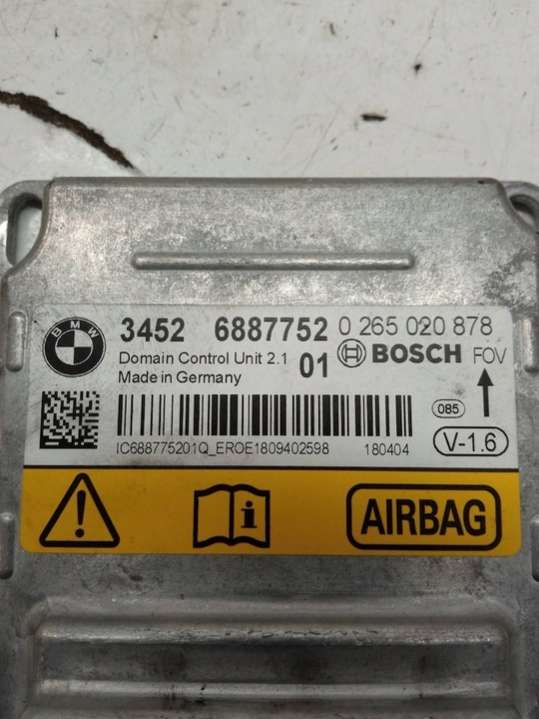 BMW
3452 6887752 0 265 020 878
Domain Control Unit 2.1 01 BOSCH FOV
Made in Germany
085
V-1.6
IC688775201Q_EROE1809402598 180404
AIRBAG